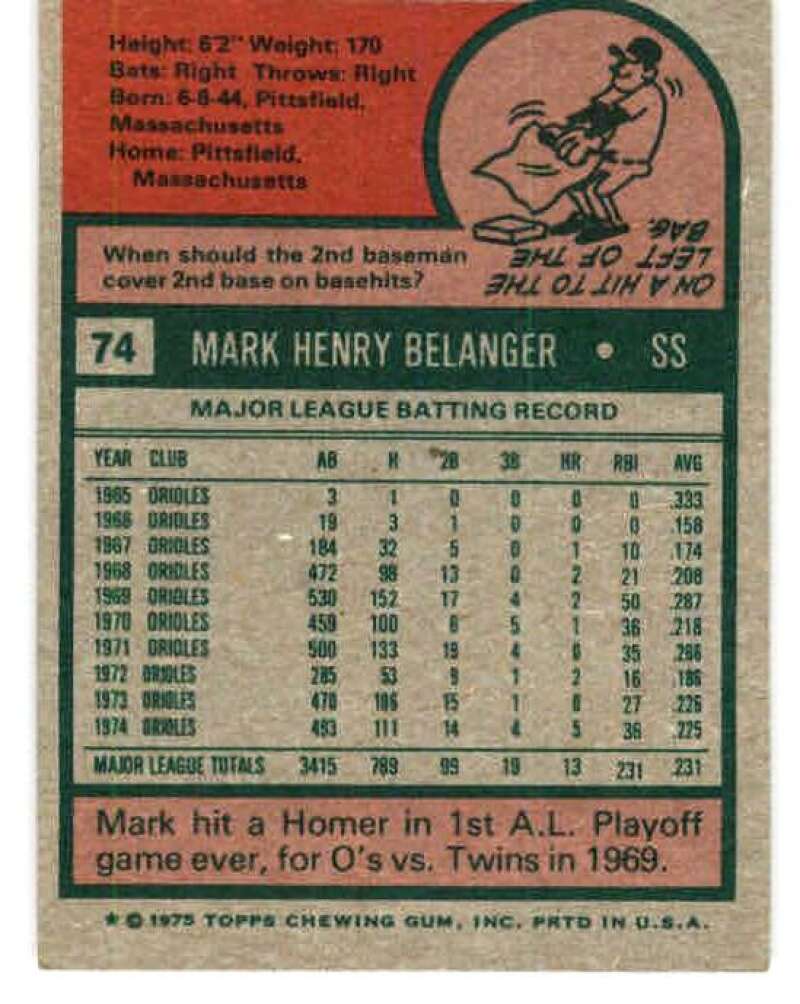 Height: 6'2" Weight: 170
Bats: Right Throws: Right
Born: 6-8-44, Pittsfield,
Massachusetts
Home: Pittsfield,
Massachusetts
When should the 2nd baseman
cover 2nd base on basehits?
ON A HIT TO THE
LEFT OF THE
BAG.
74 MARK HENRY BELANGER • SS
MAJOR LEAGUE BATTING RECORD
YEAR CLUB AB H 2B 3B HR RBI AVG
1965 ORIOLES 3 1 0 0 0 0 .333
1966 ORIOLES 19 3 1 0 0 0 .158
1967 ORIOLES 184 32 5 0 1 10 .174
1968 ORIOLES 472 98 13 0 2 21 .208
1969 ORIOLES 530 152 17 4 2 50 .287
1970 ORIOLES 459 100 6 5 1 36 .218
1971 ORIOLES 500 133 19 4 0 35 .266
1972 ORIOLES 285 53 9 1 2 16 .186
1973 ORIOLES 470 106 15 1 0 27 .226
1974 ORIOLES 493 111 14 4 5 36 .225
MAJOR LEAGUE TOTALS 3415 789 99 19 13 231 .231
Mark hit a Homer in 1st A.L. Playoff
game ever, for O's vs. Twins in 1969.
★ © 1975 TOPPS CHEWING GUM, INC. PRTD IN U.S.A.